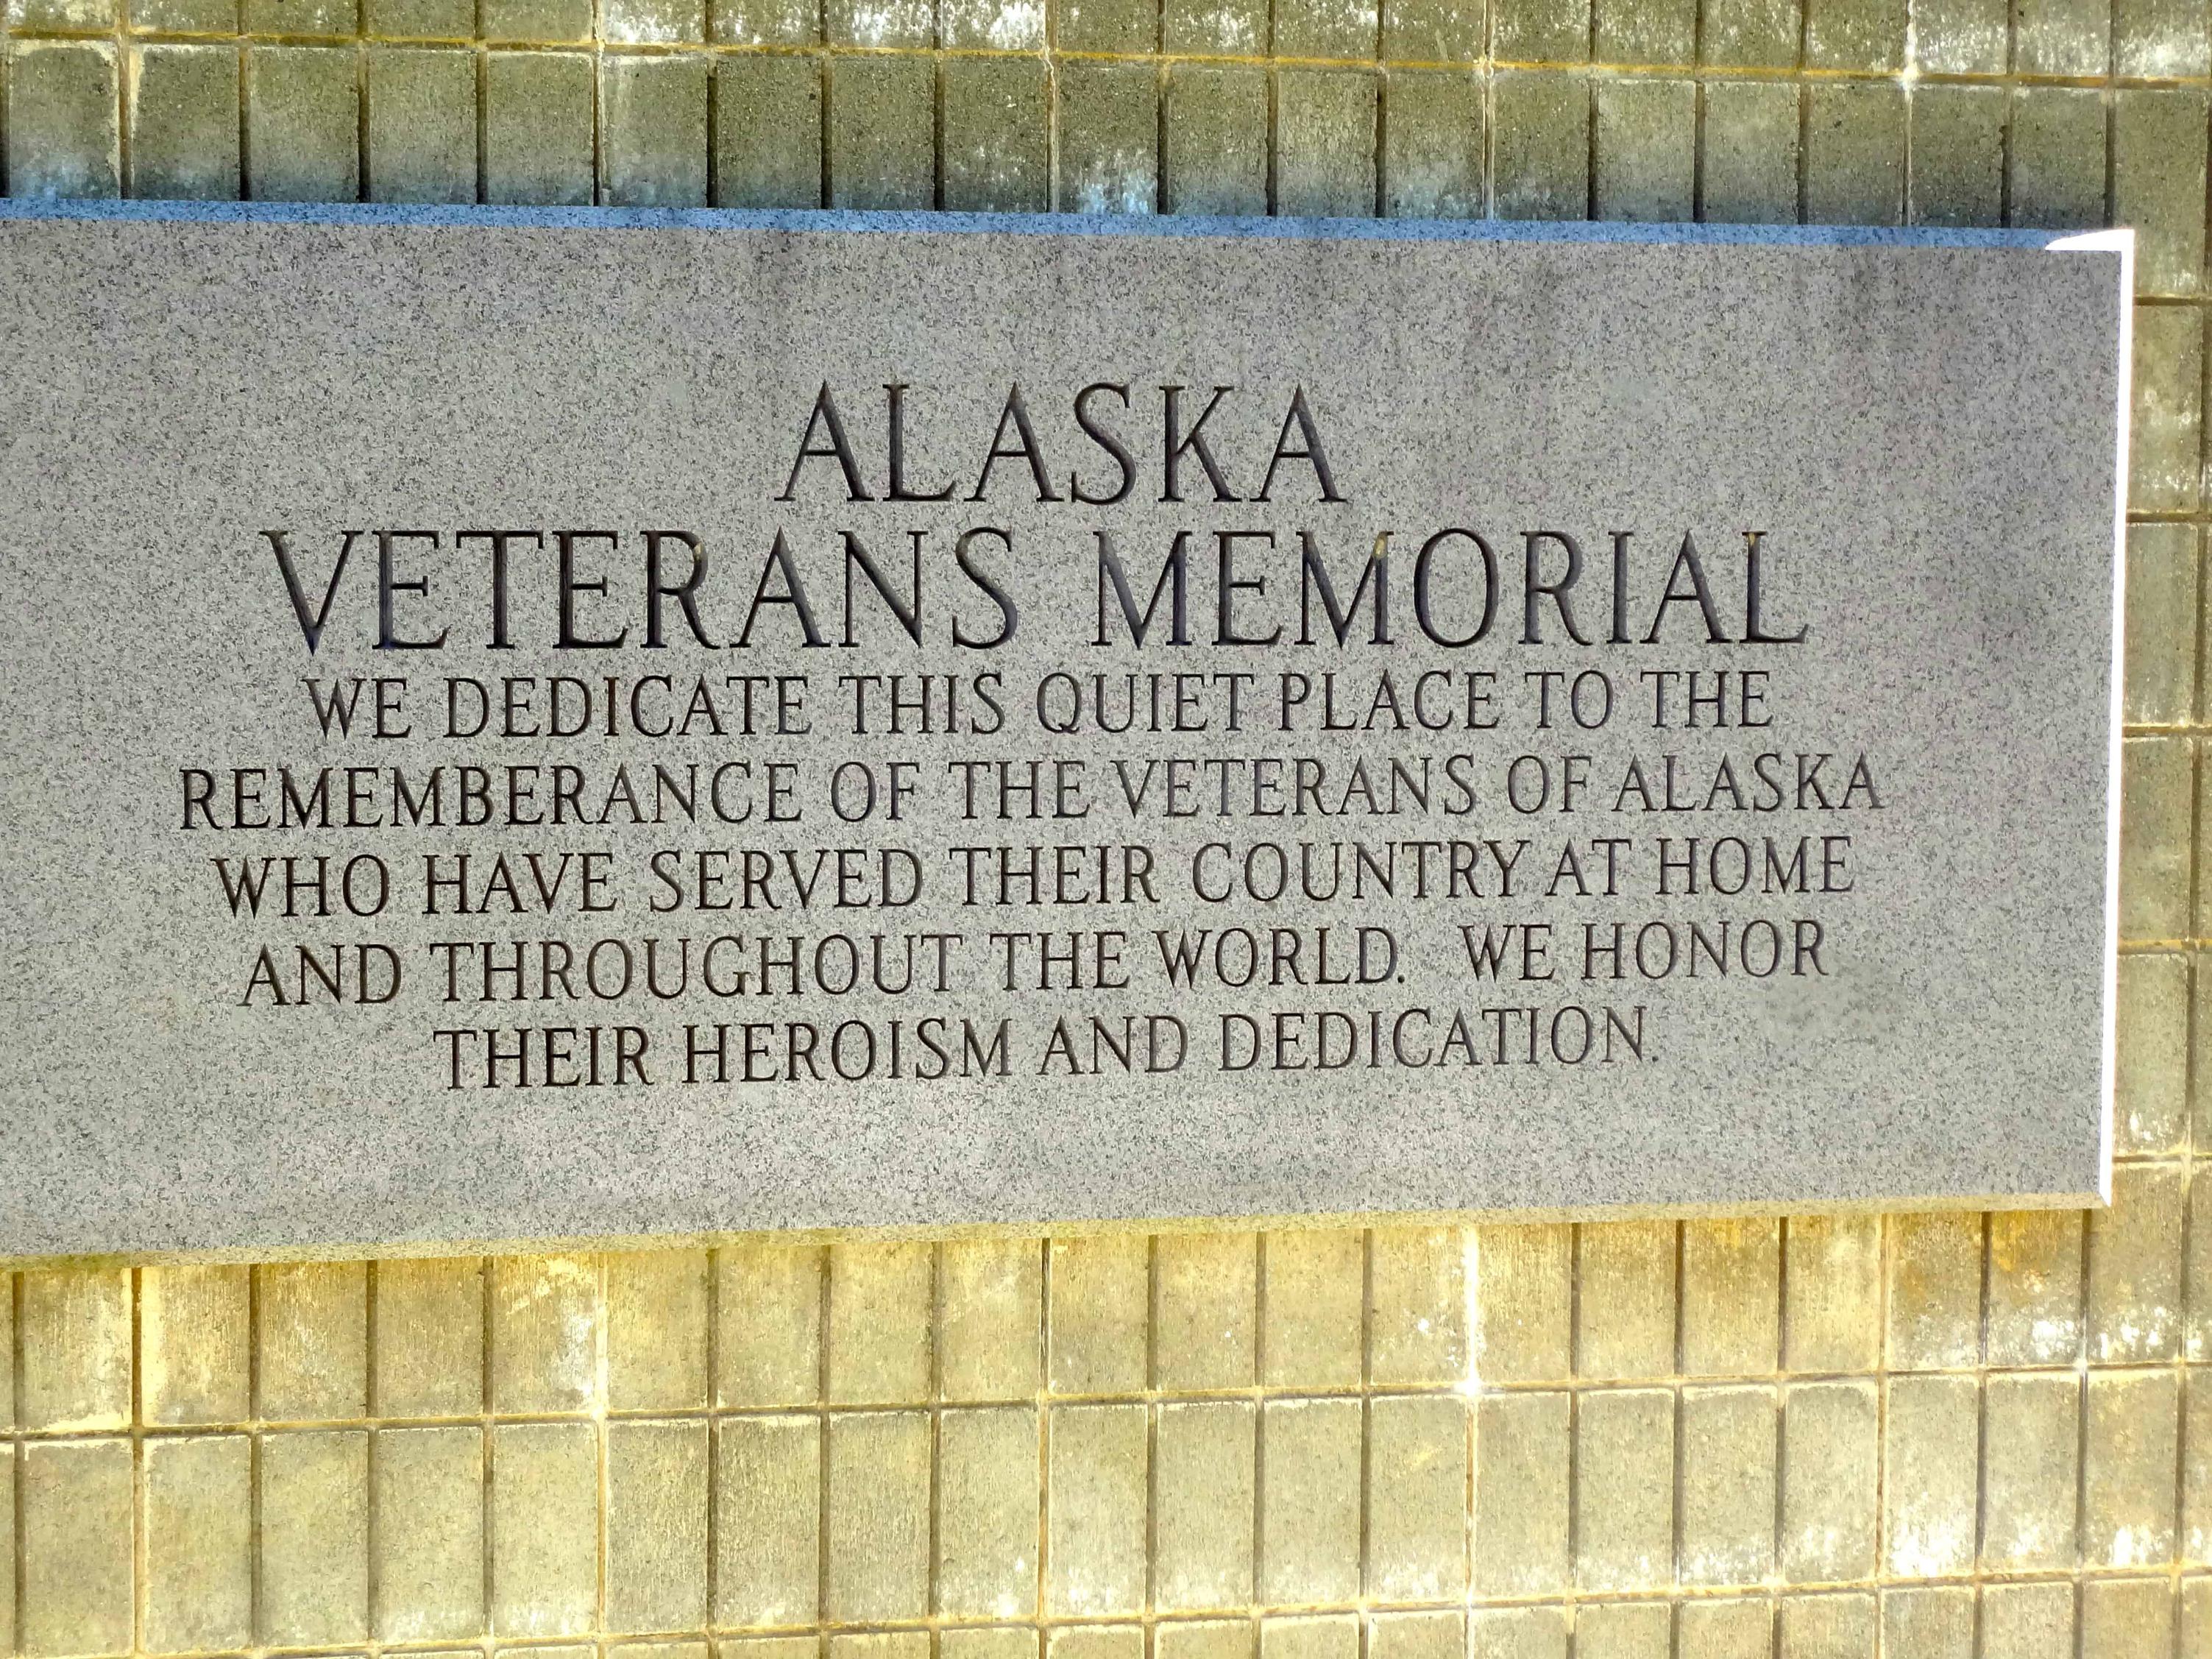 ALASKA
VETERANS MEMORIAL
WE DEDICATE THIS QUIET PLACE TO THE
REMEMBERANCE OF THE VETERANS OF ALASKA
WHO HAVE SERVED THEIR COUNTRY AT HOME
AND THROUGHOUT THE WORLD. WE HONOR
THEIR HEROISM AND DEDICATION.